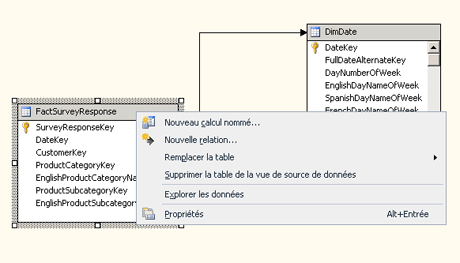 DimDate
DateKey
FullDateAlternateKey
DayNumberOfWeek
EnglishDayNameOfWeek
SpanishDayNameOfWeek
FrenchDayNameOfWeek
FactSurveyResponse
SurveyResponseKey
DateKey
CustomerKey
ProductCategoryKey
EnglishProductCategoryNa
ProductSubcategoryKey
EnglishProductSubcategor
Nouveau calcul nommé...
Nouvelle relation...
Remplacer la table
Supprimer la table de la vue de source de données
Explorer les données
Propriétés Alt+Entrée